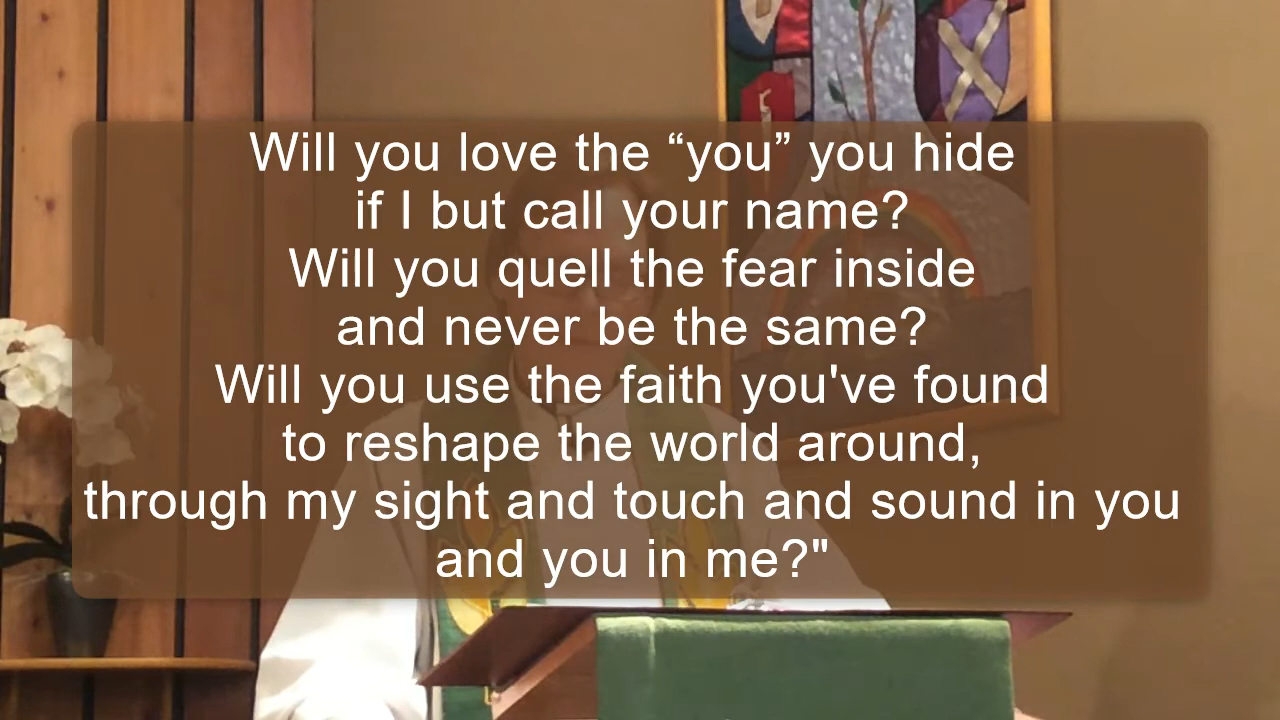 Will you love the “you” you hide
if I but call your name?
Will you quell the fear inside
and never be the same?
Will you use the faith you've found
to reshape the world around,
through my sight and touch and sound in you
and you in me?"